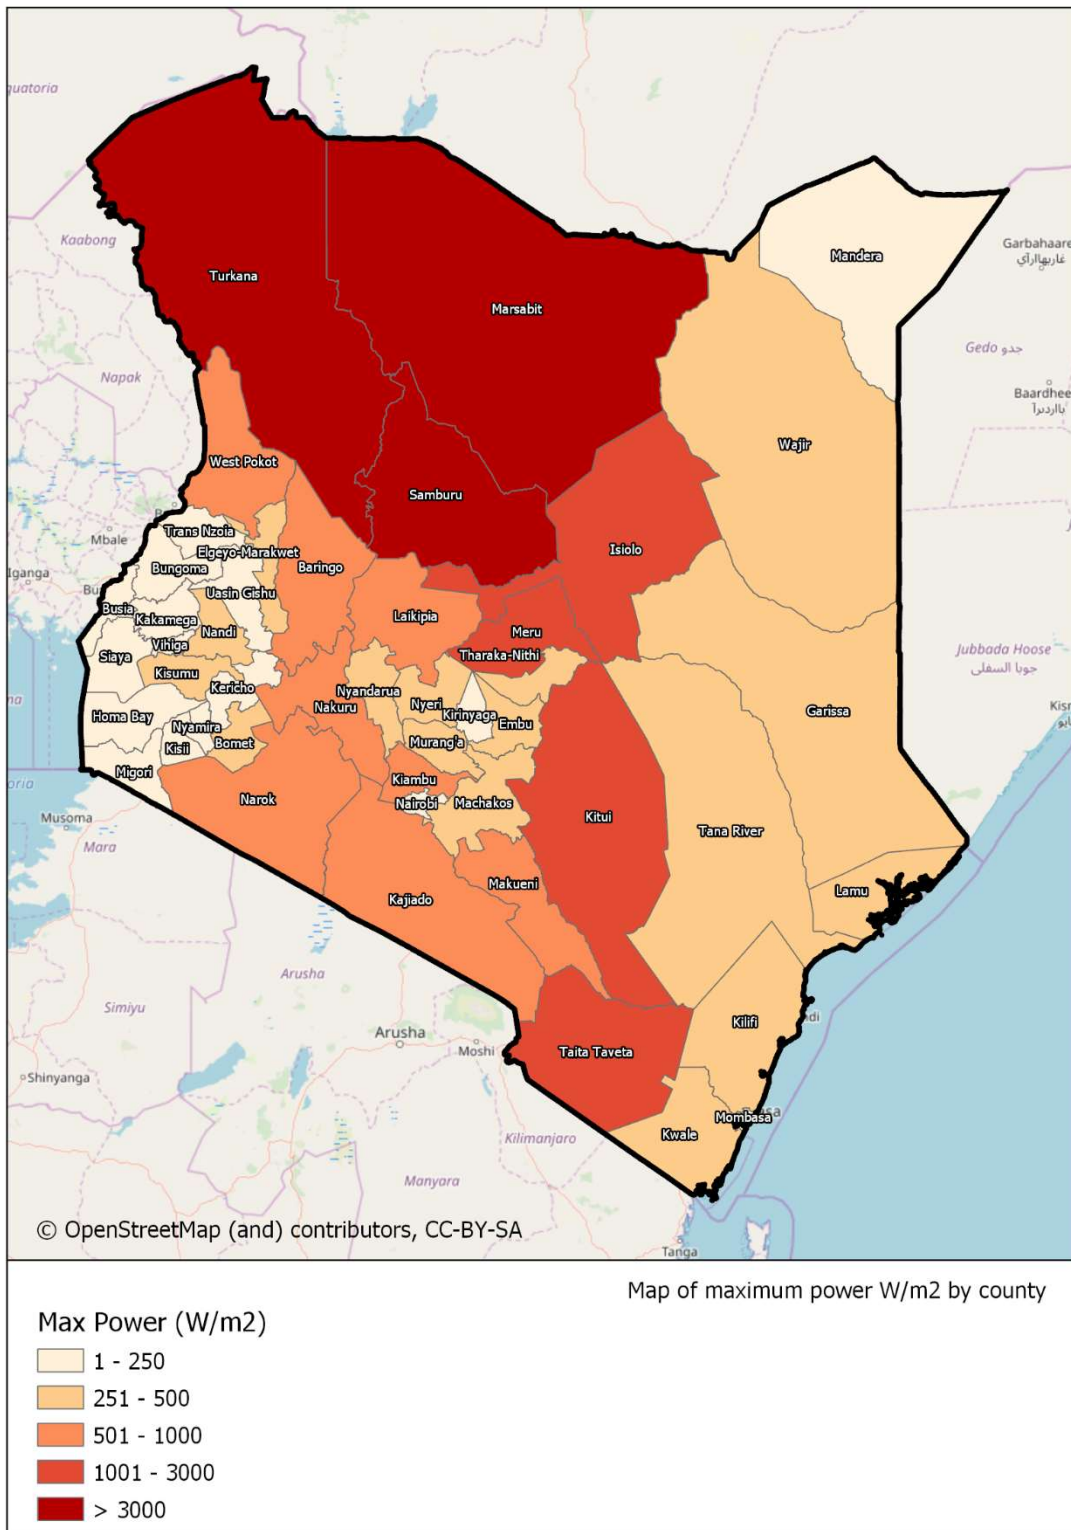 quatoria
Kaabong
Turkana
Marsabit
Mandera
Garbahaare
غاربهاارآي
Napak
Gedo جدو
Baardheere
West Pokot
Samburu
Wajir
Mbale
Iganga
Trans Nzoia
Elgeyo-Marakwet
Bungoma
Baringo
Isiolo
Uasin Gishu
Busia
Kakamega
Nandi
Laikipia
Meru
Vihiga
Tharaka-Nithi
Siaya
Kisumu
Jubbada Hoose
جوبا السفلى
Kericho
Nyandarua
Nyeri
Nakuru
Kirinyaga
Embu
Garissa
Homa Bay
Nyamira
Kisii
Bomet
Murang'a
Migori
Kiambu
Nairobi
Machakos
Narok
Kitui
Tana River
Musoma
Mara
Makueni
Lamu
Kajiado
Arusha
Simiyu
Kilifi
Arusha
Moshi
Taita Taveta
Shinyanga
Mombasa
Kwale
Kilimanjaro
Manyara
© OpenStreetMap (and) contributors, CC-BY-SA
Tanga
Map of maximum power W/m2 by county
Max Power (W/m2)
1 - 250
251 - 500
501 - 1000
1001 - 3000
> 3000